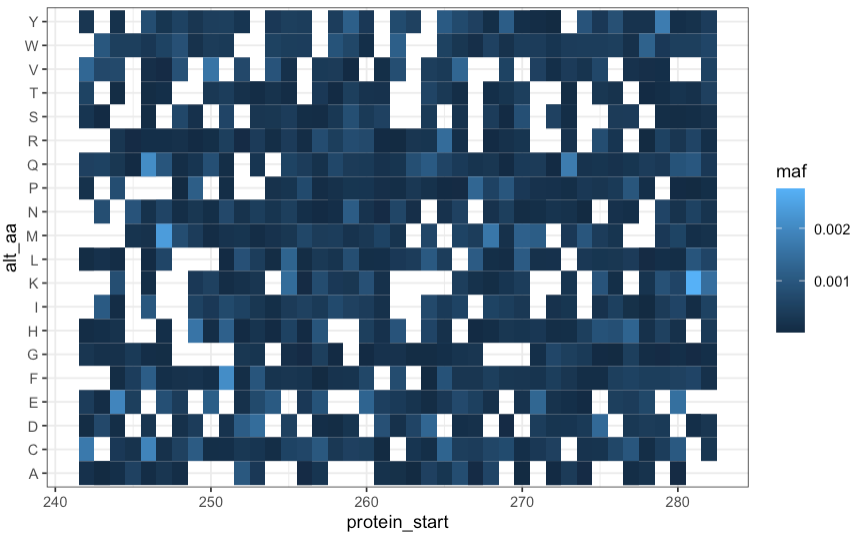 Y
W
V
T
S
R
Q
P
N
M
L
K
I
H
G
F
E
D
C
A
alt_aa
240
250
260
270
280
protein_start
maf
0.002
0.001